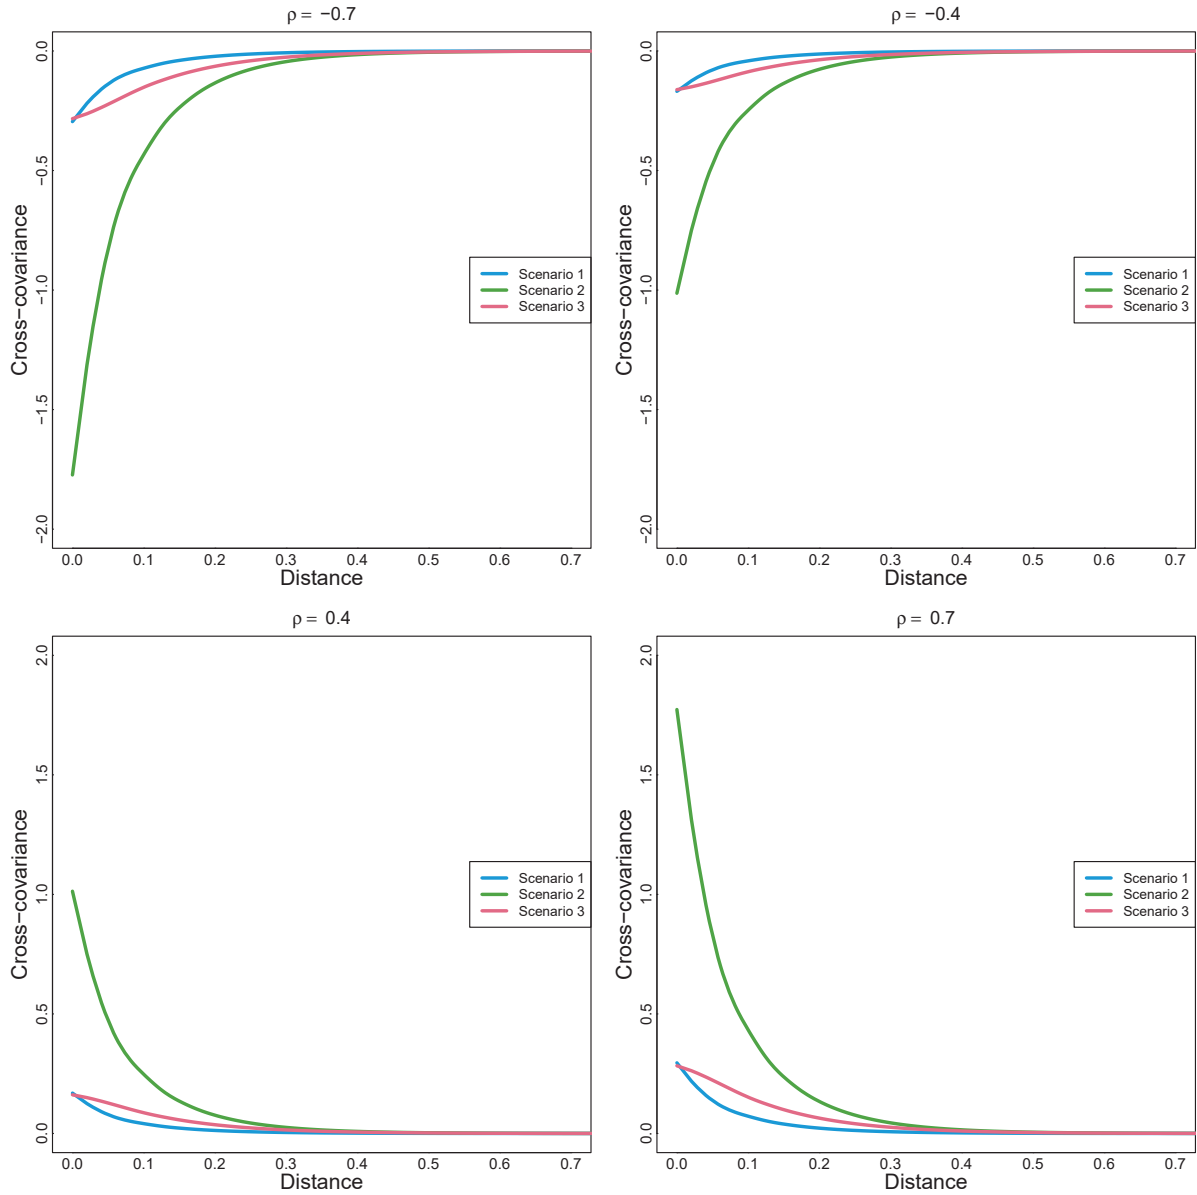 ρ = −0.7
Cross−covariance
0.0
−0.5
−1.0
−1.5
−2.0
Scenario 1
Scenario 2
Scenario 3
0.0 0.1 0.2 0.3 0.4 0.5 0.6 0.7
Distance
ρ = −0.4
Cross−covariance
0.0
−0.5
−1.0
−1.5
−2.0
Scenario 1
Scenario 2
Scenario 3
0.0 0.1 0.2 0.3 0.4 0.5 0.6 0.7
Distance
ρ = 0.4
Cross−covariance
2.0
1.5
1.0
0.5
0.0
Scenario 1
Scenario 2
Scenario 3
0.0 0.1 0.2 0.3 0.4 0.5 0.6 0.7
Distance
ρ = 0.7
Cross−covariance
2.0
1.5
1.0
0.5
0.0
Scenario 1
Scenario 2
Scenario 3
0.0 0.1 0.2 0.3 0.4 0.5 0.6 0.7
Distance